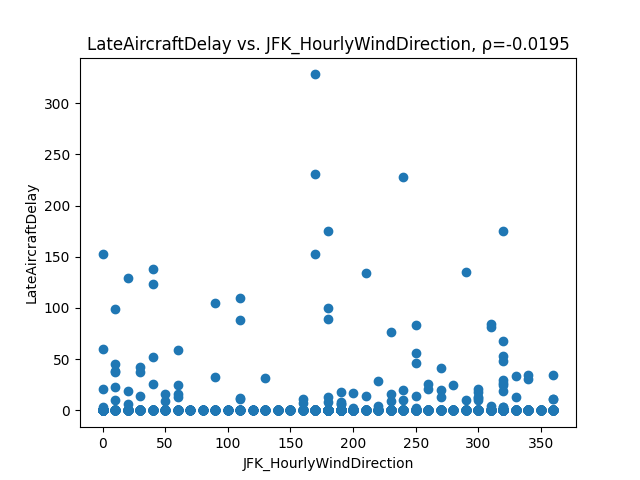 LateAircraftDelay vs. JFK_HourlyWindDirection, ρ=-0.0195
300
250
200
150
100
50
0
LateAircraftDelay
0 50 100 150 200 250 300 350
JFK_HourlyWindDirection